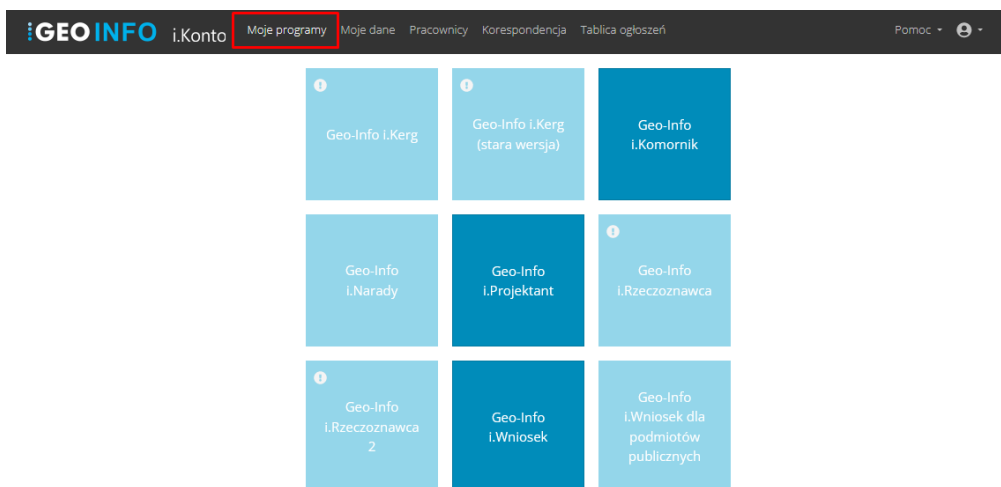 GEOINFO i.Konto Moje programy Moje dane Pracownicy Korespondencja Tablica ogłoszeń Pomoc
Geo-Info i.Kerg
Geo-Info i.Kerg
(stara wersja)
Geo-Info
i.Komornik
Geo-Info
i.Narady
Geo-Info
i.Projektant
Geo-Info
i.Rzeczoznawca
Geo-Info
i.Rzeczoznawca
2
Geo-Info
i.Wniosek
Geo-Info
i.Wniosek dla
podmiotów
publicznych